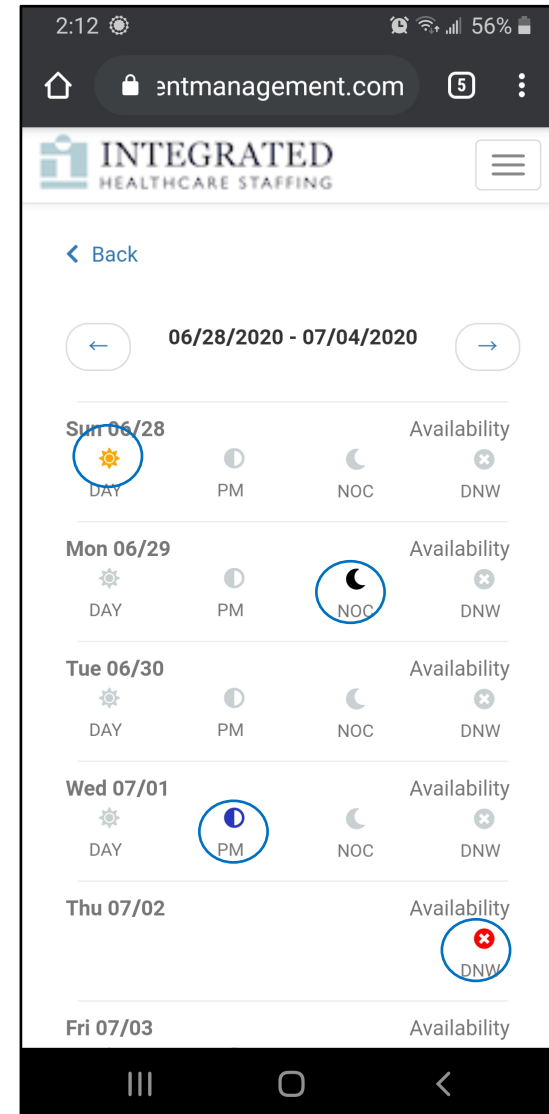 2:12 56%
entmanagement.com 5
INTEGRATED
HEALTHCARE STAFFING
Back
06/28/2020 - 07/04/2020
Sun 06/28 Availability
DAY PM NOC DNW
Mon 06/29 Availability
DAY PM NOC DNW
Tue 06/30 Availability
DAY PM NOC DNW
Wed 07/01 Availability
DAY PM NOC DNW
Thu 07/02 Availability
DNW
Fri 07/03 Availability